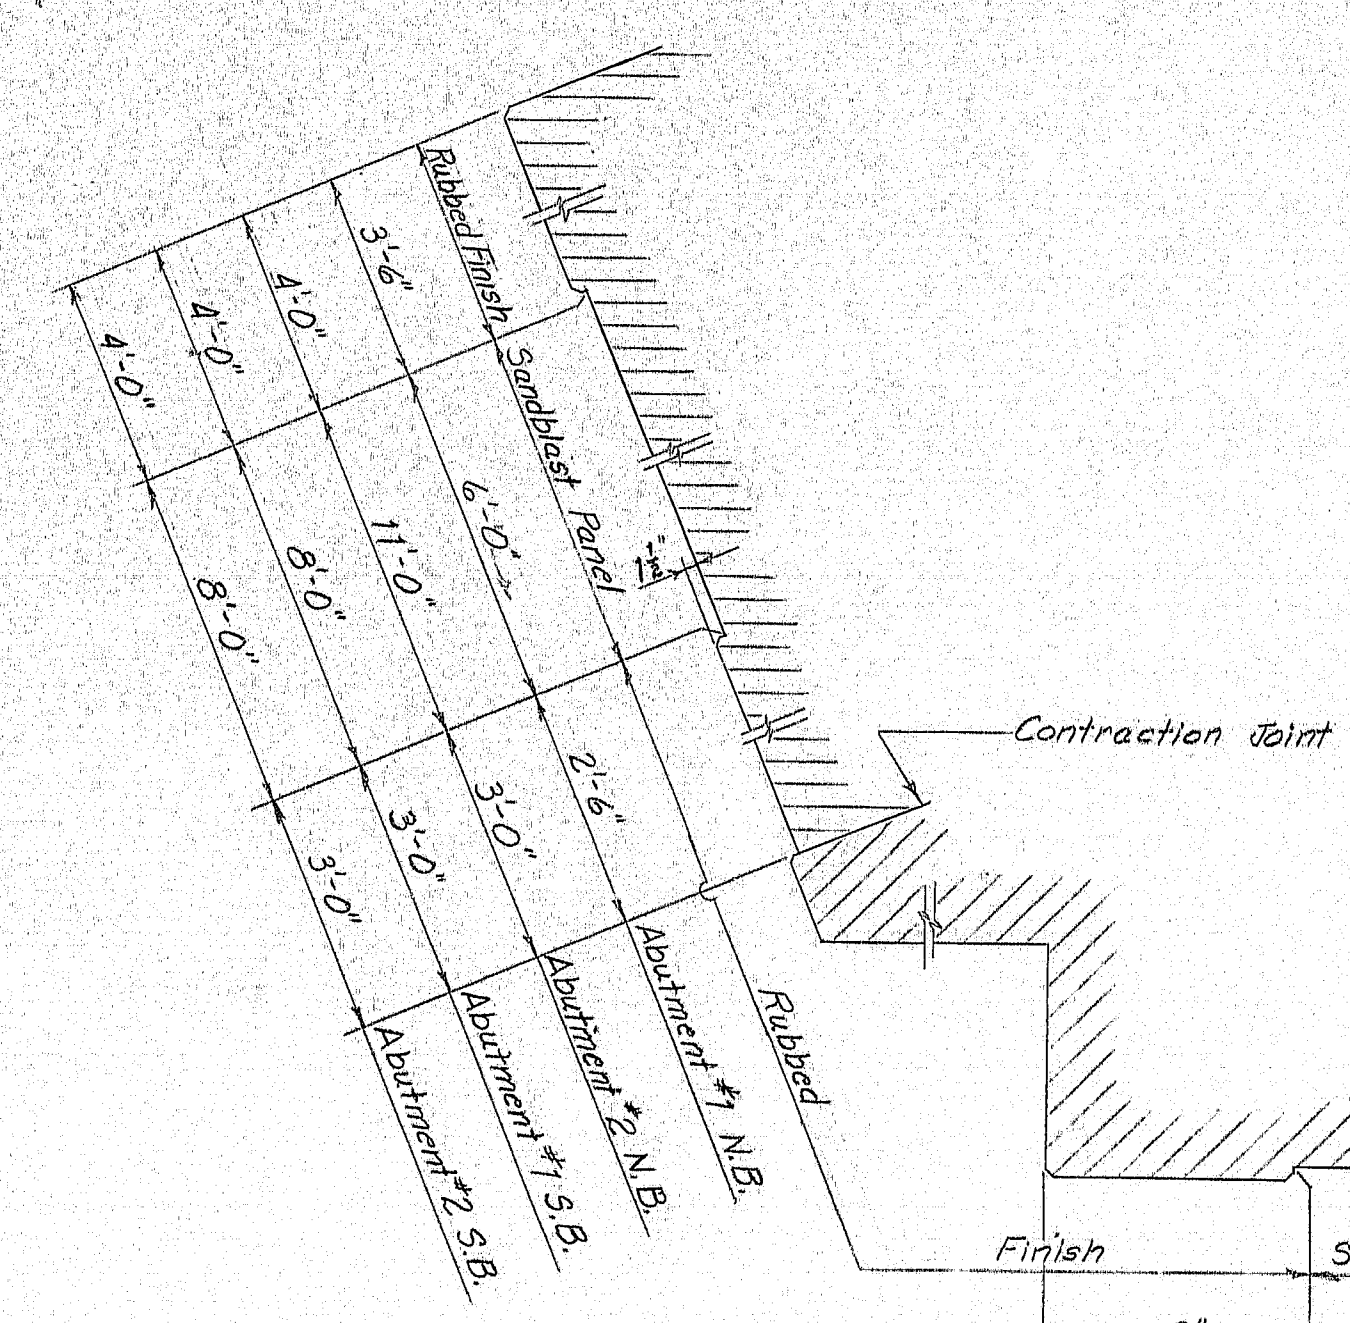 Rubbed Finish
3'-6"
4'-0"
4'-0"
4'-0"
Sandblast Panel
6'-0"
11'-0"
8'-0"
8'-0"
1½"
Contraction Joint
2'-6"
3'-0"
3'-0"
3'-0"
Rubbed
Abutment #1 N.B.
Abutment #2 N.B.
Abutment #1 S.B.
Abutment #2 S.B.
Finish
S